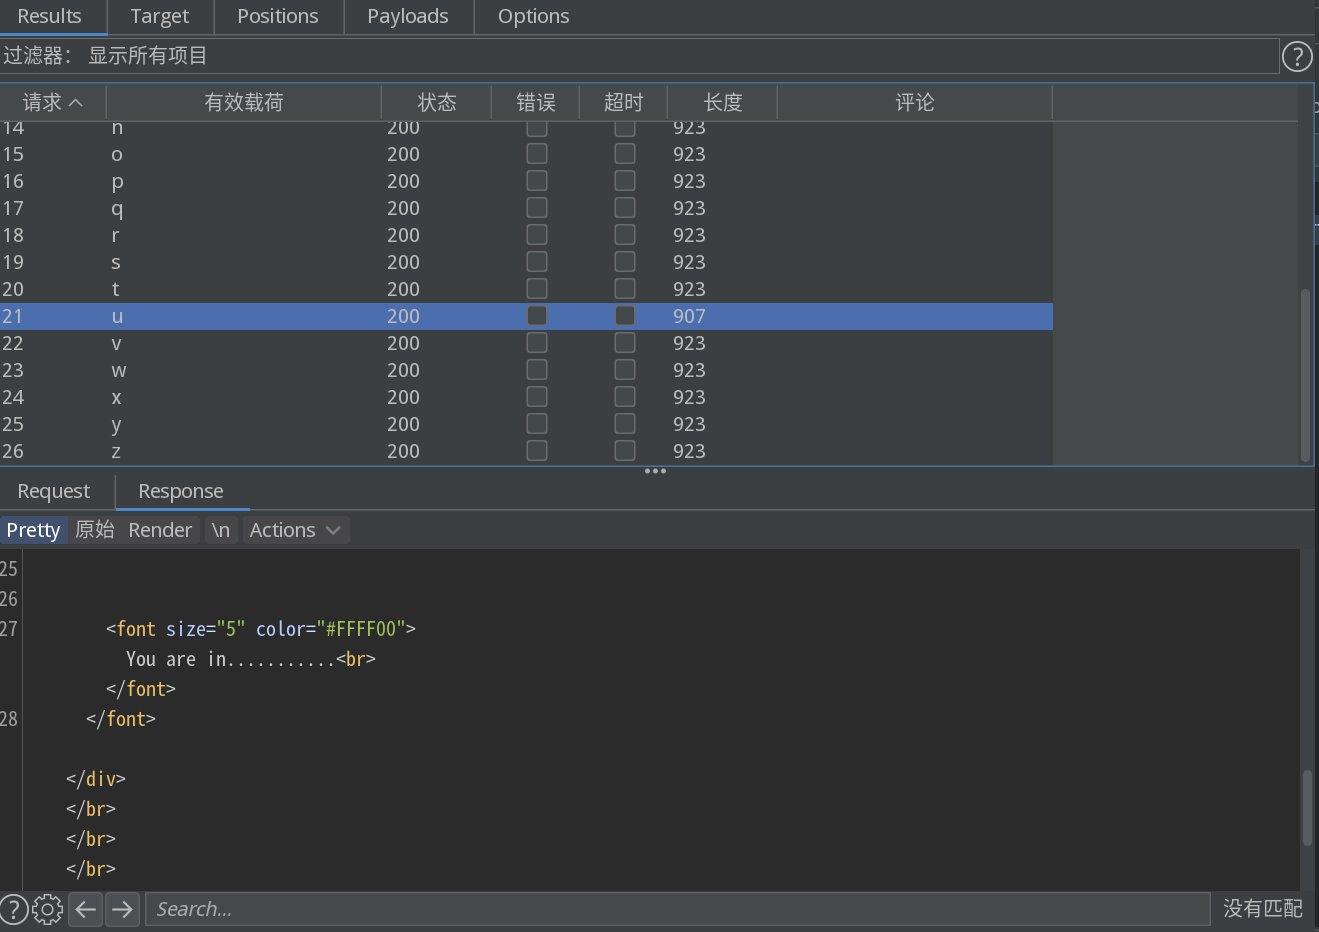 Results Target Positions Payloads Options
过滤器： 显示所有项目 ?
请求 有效载荷 状态 错误 超时 长度 评论
14 n 200 923
15 o 200 923
16 p 200 923
17 q 200 923
18 r 200 923
19 s 200 923
20 t 200 923
21 u 200 907
22 v 200 923
23 w 200 923
24 x 200 923
25 y 200 923
26 z 200 923
Request Response
Pretty 原始 Render \n Actions
25
26
27 <font size="5" color="#FFFF00">
You are in...........<br>
</font>
28 </font>
</div>
</br>
</br>
</br>
? Search... 没有匹配